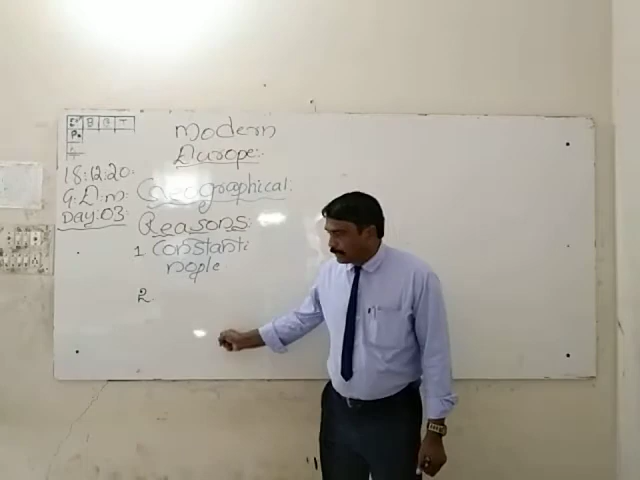 B G T
Modern
Europe:
18.12.20.
G.D.m
Day:03
Geographical:
Reasons:
1 Constanti
nople
2